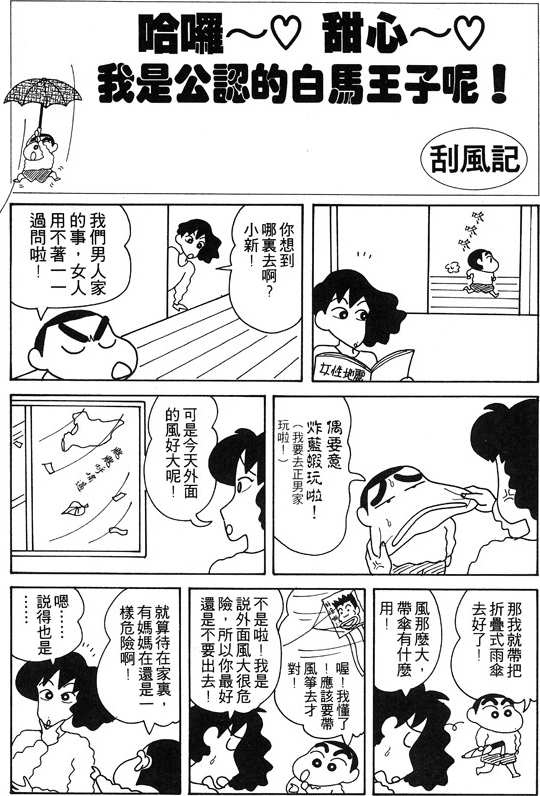 哈囉～♡ 甜心～♡
我是公認的白馬王子呢！
刮風記
咚
咚
咚
女性地帶
你想到
哪裏去啊？
小新！
我們男人家
的事，女人
用不著一一
過問啦！
偶要意
炸藍蝦玩啦！
（我要去正男家
玩啦！）
可是今天外面
的風好大呢！
那我就帶把
折疊式雨傘
去好了！
風那麼大，
帶傘有什麼
用！
喔！我懂了
！應該要帶
風箏去才
對！
不是啦！我是
說外面風大很危
險，所以你最好
還是不要出去！
就算待在家裏，
有媽媽在還是一
樣危險啊！
嗯……
說得也是
……